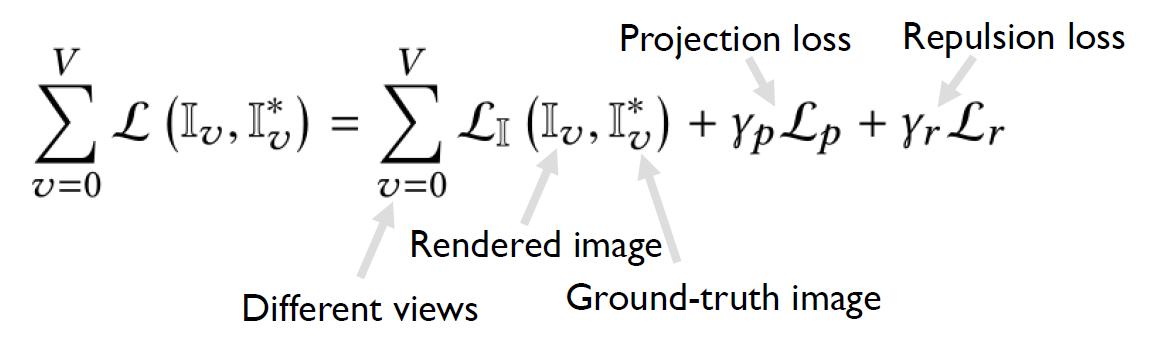 Projection loss Repulsion loss
\sum_{v=0}^{V} \mathcal{L} \left( \mathbb{I}_v, \mathbb{I}_v^* \right) = \sum_{v=0}^{V} \mathcal{L}_{\mathbb{I}} \left( \mathbb{I}_v, \mathbb{I}_v^* \right) + \gamma_p \mathcal{L}_p + \gamma_r \mathcal{L}_r
Rendered image
Different views Ground-truth image